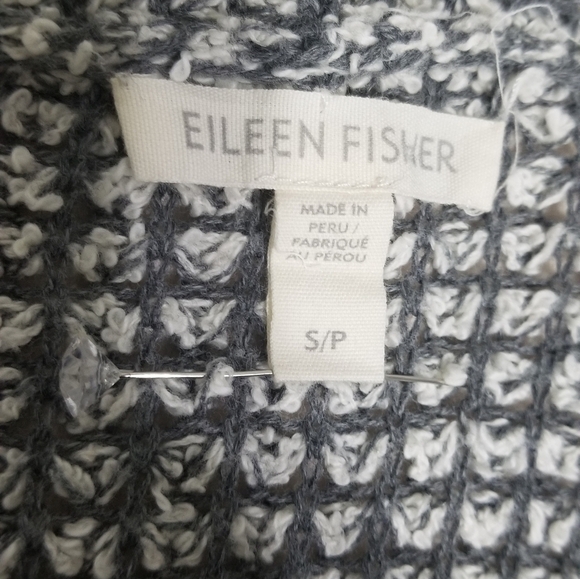 EILEEN FISHER
MADE IN
PERU /
FABRIQUÉ
AU PÉROU
S/P